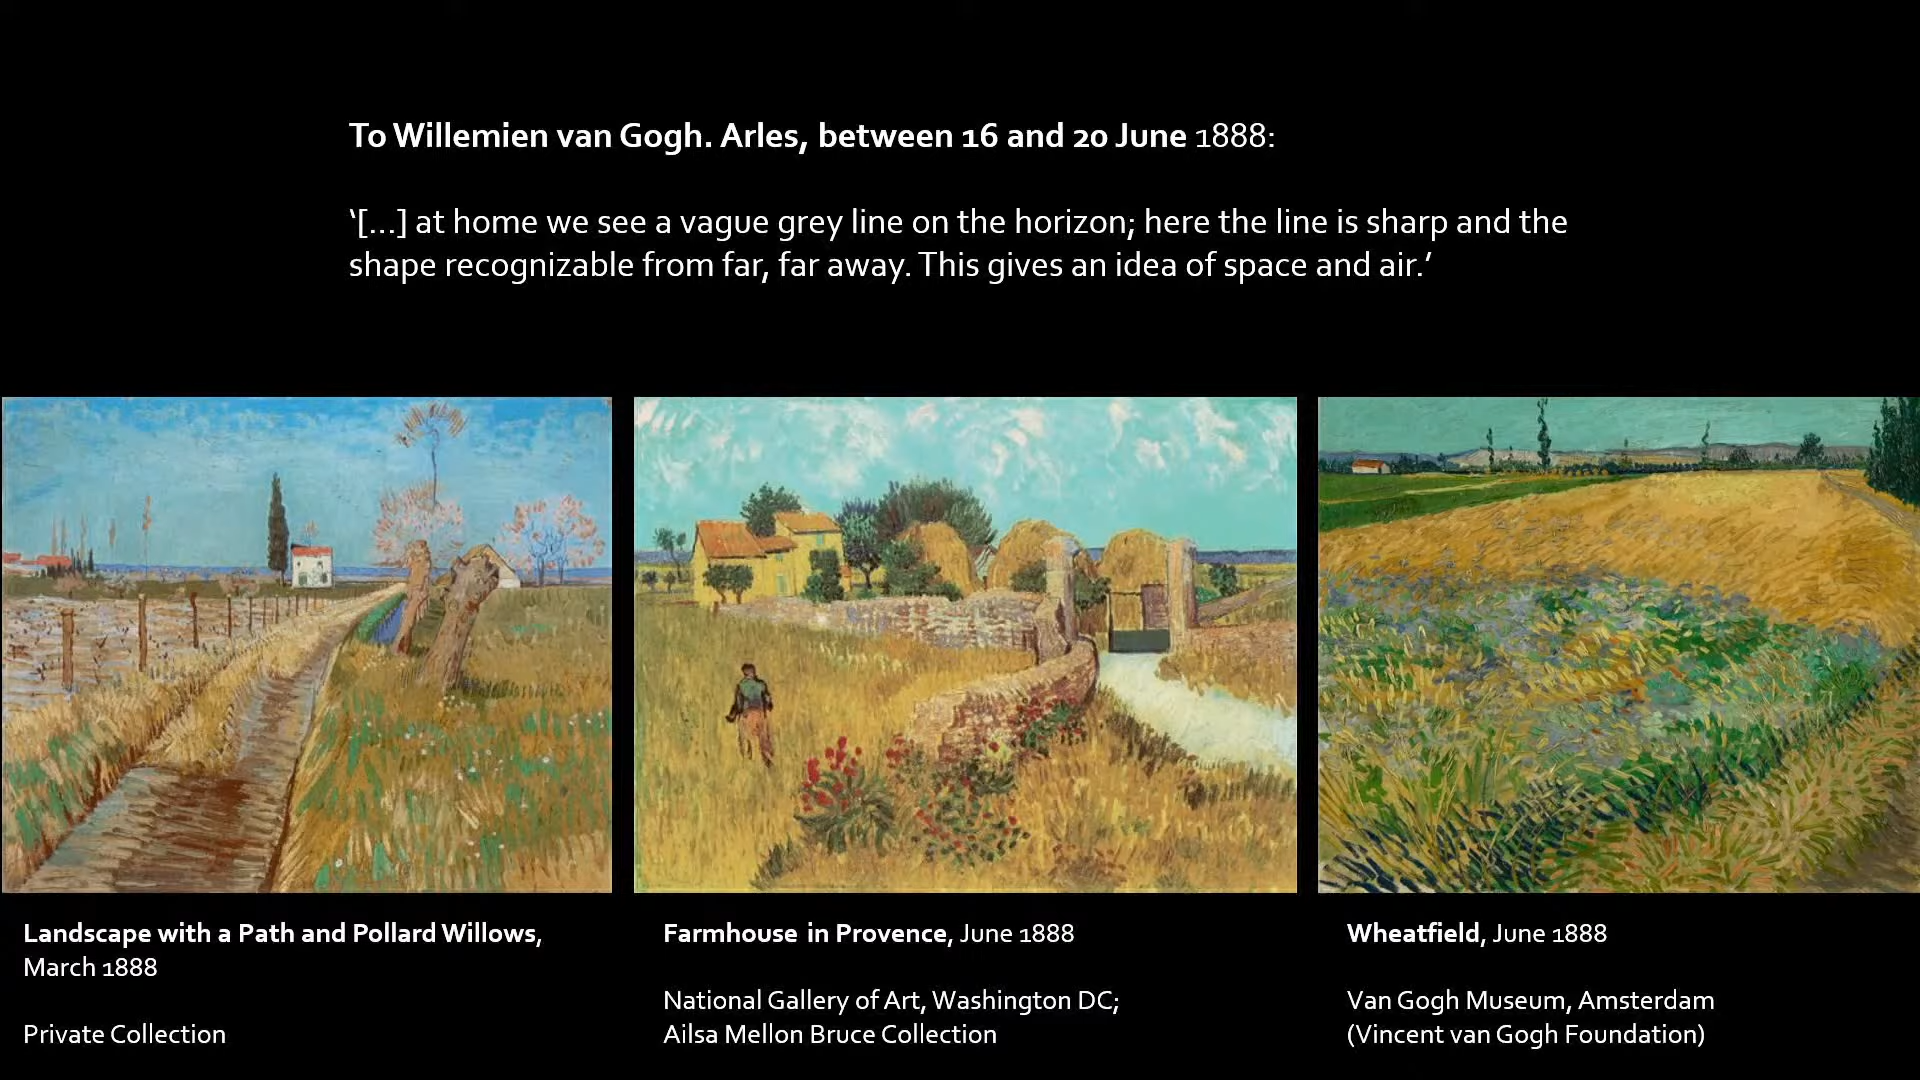 To Willemien van Gogh. Arles, between 16 and 20 June 1888:
‘[...] at home we see a vague grey line on the horizon; here the line is sharp and the
shape recognizable from far, far away. This gives an idea of space and air.’
Landscape with a Path and Pollard Willows,
March 1888
Private Collection
Farmhouse in Provence, June 1888
National Gallery of Art, Washington DC;
Ailsa Mellon Bruce Collection
Wheatfield, June 1888
Van Gogh Museum, Amsterdam
(Vincent van Gogh Foundation)